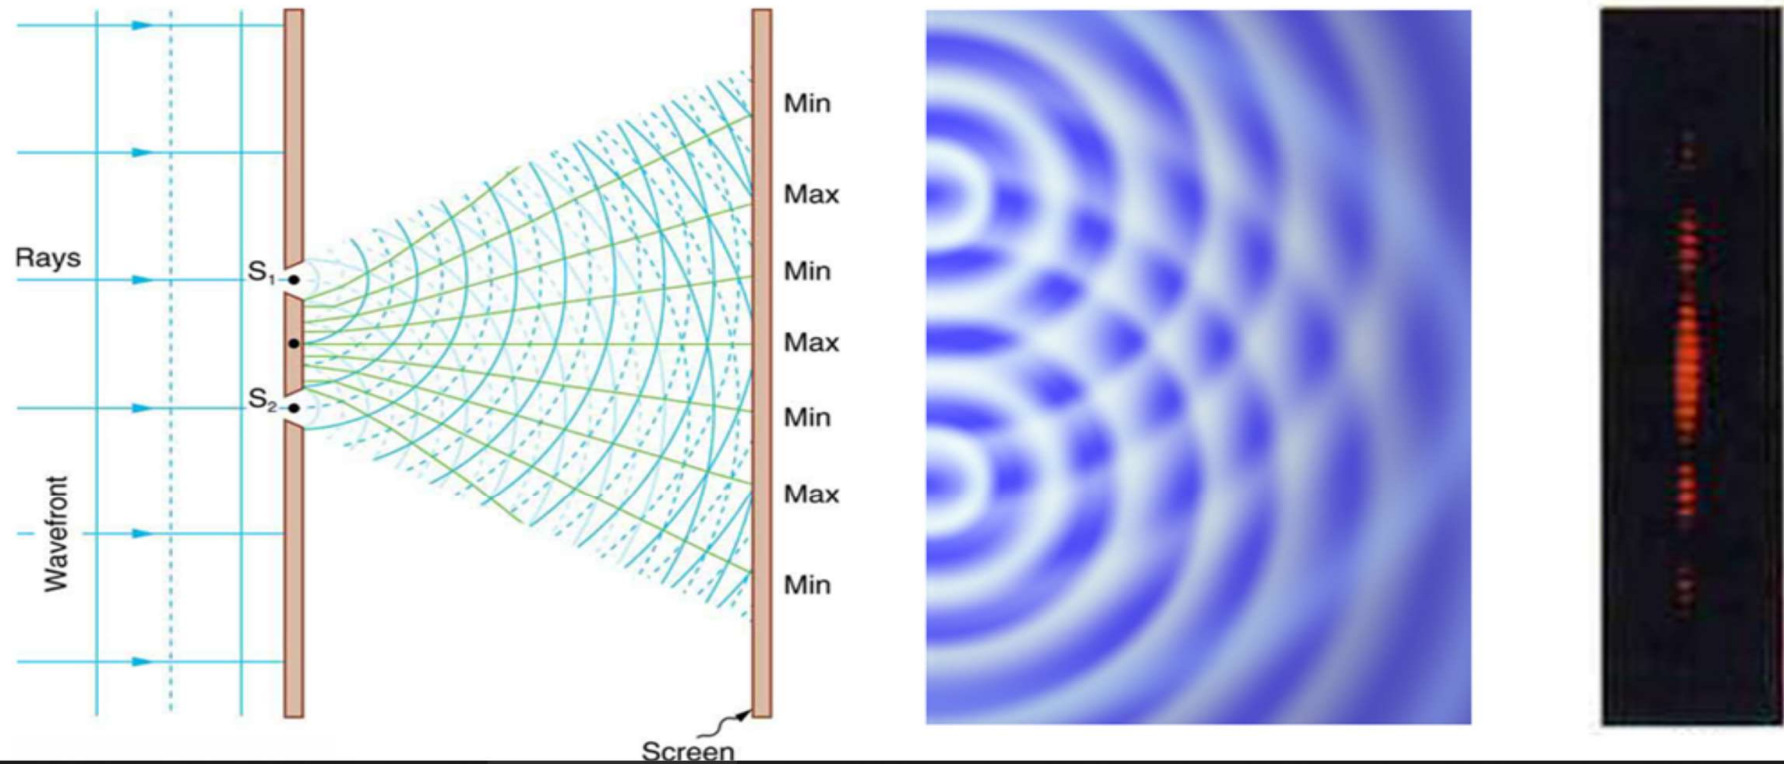 Min
Max
Rays
S₁
Min
Max
S₂
Min
Wavefront
Max
Min
Screen